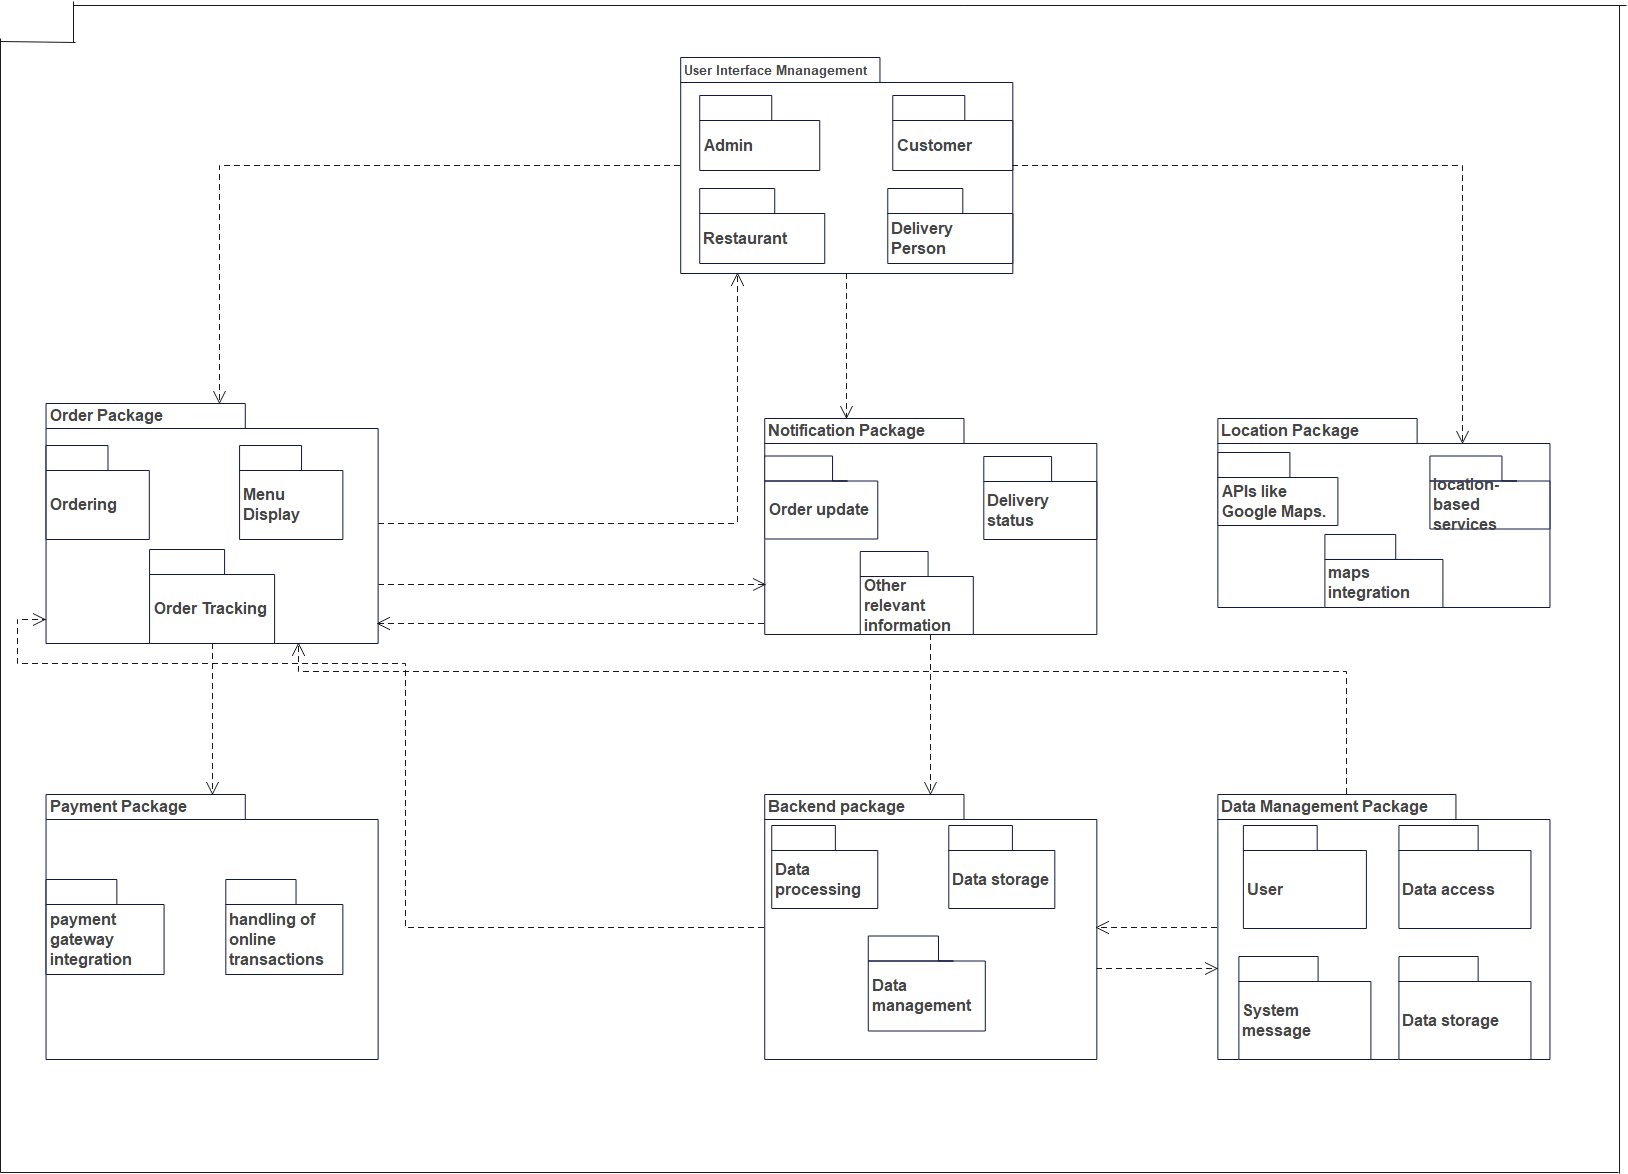 User Interface Mnanagement
Admin
Customer
Restaurant
Delivery
Person
Order Package
Ordering
Menu
Display
Order Tracking
Notification Package
Order update
Delivery
status
Other
relevant
information
Location Package
APIs like
Google Maps.
location-
based
services
maps
integration
Payment Package
payment
gateway
integration
handling of
online
transactions
Backend package
Data
processing
Data storage
Data
management
Data Management Package
User
Data access
System
message
Data storage